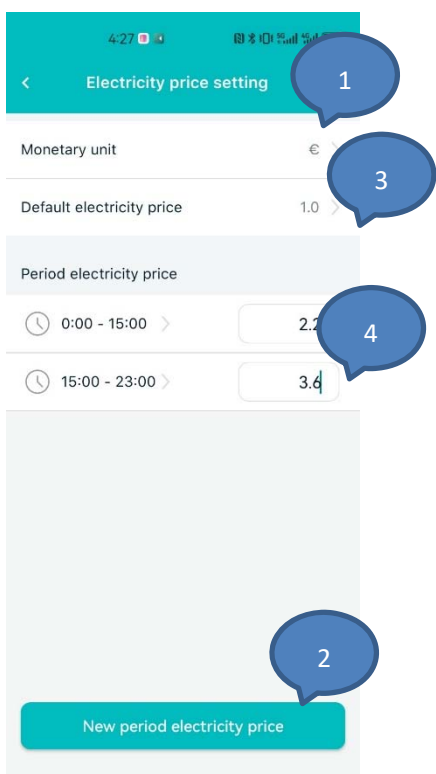 4:27
Electricity price setting
1
Monetary unit €
3
Default electricity price 1.0
Period electricity price
0:00 - 15:00 2.2
4
15:00 - 23:00 3.6
2
New period electricity price